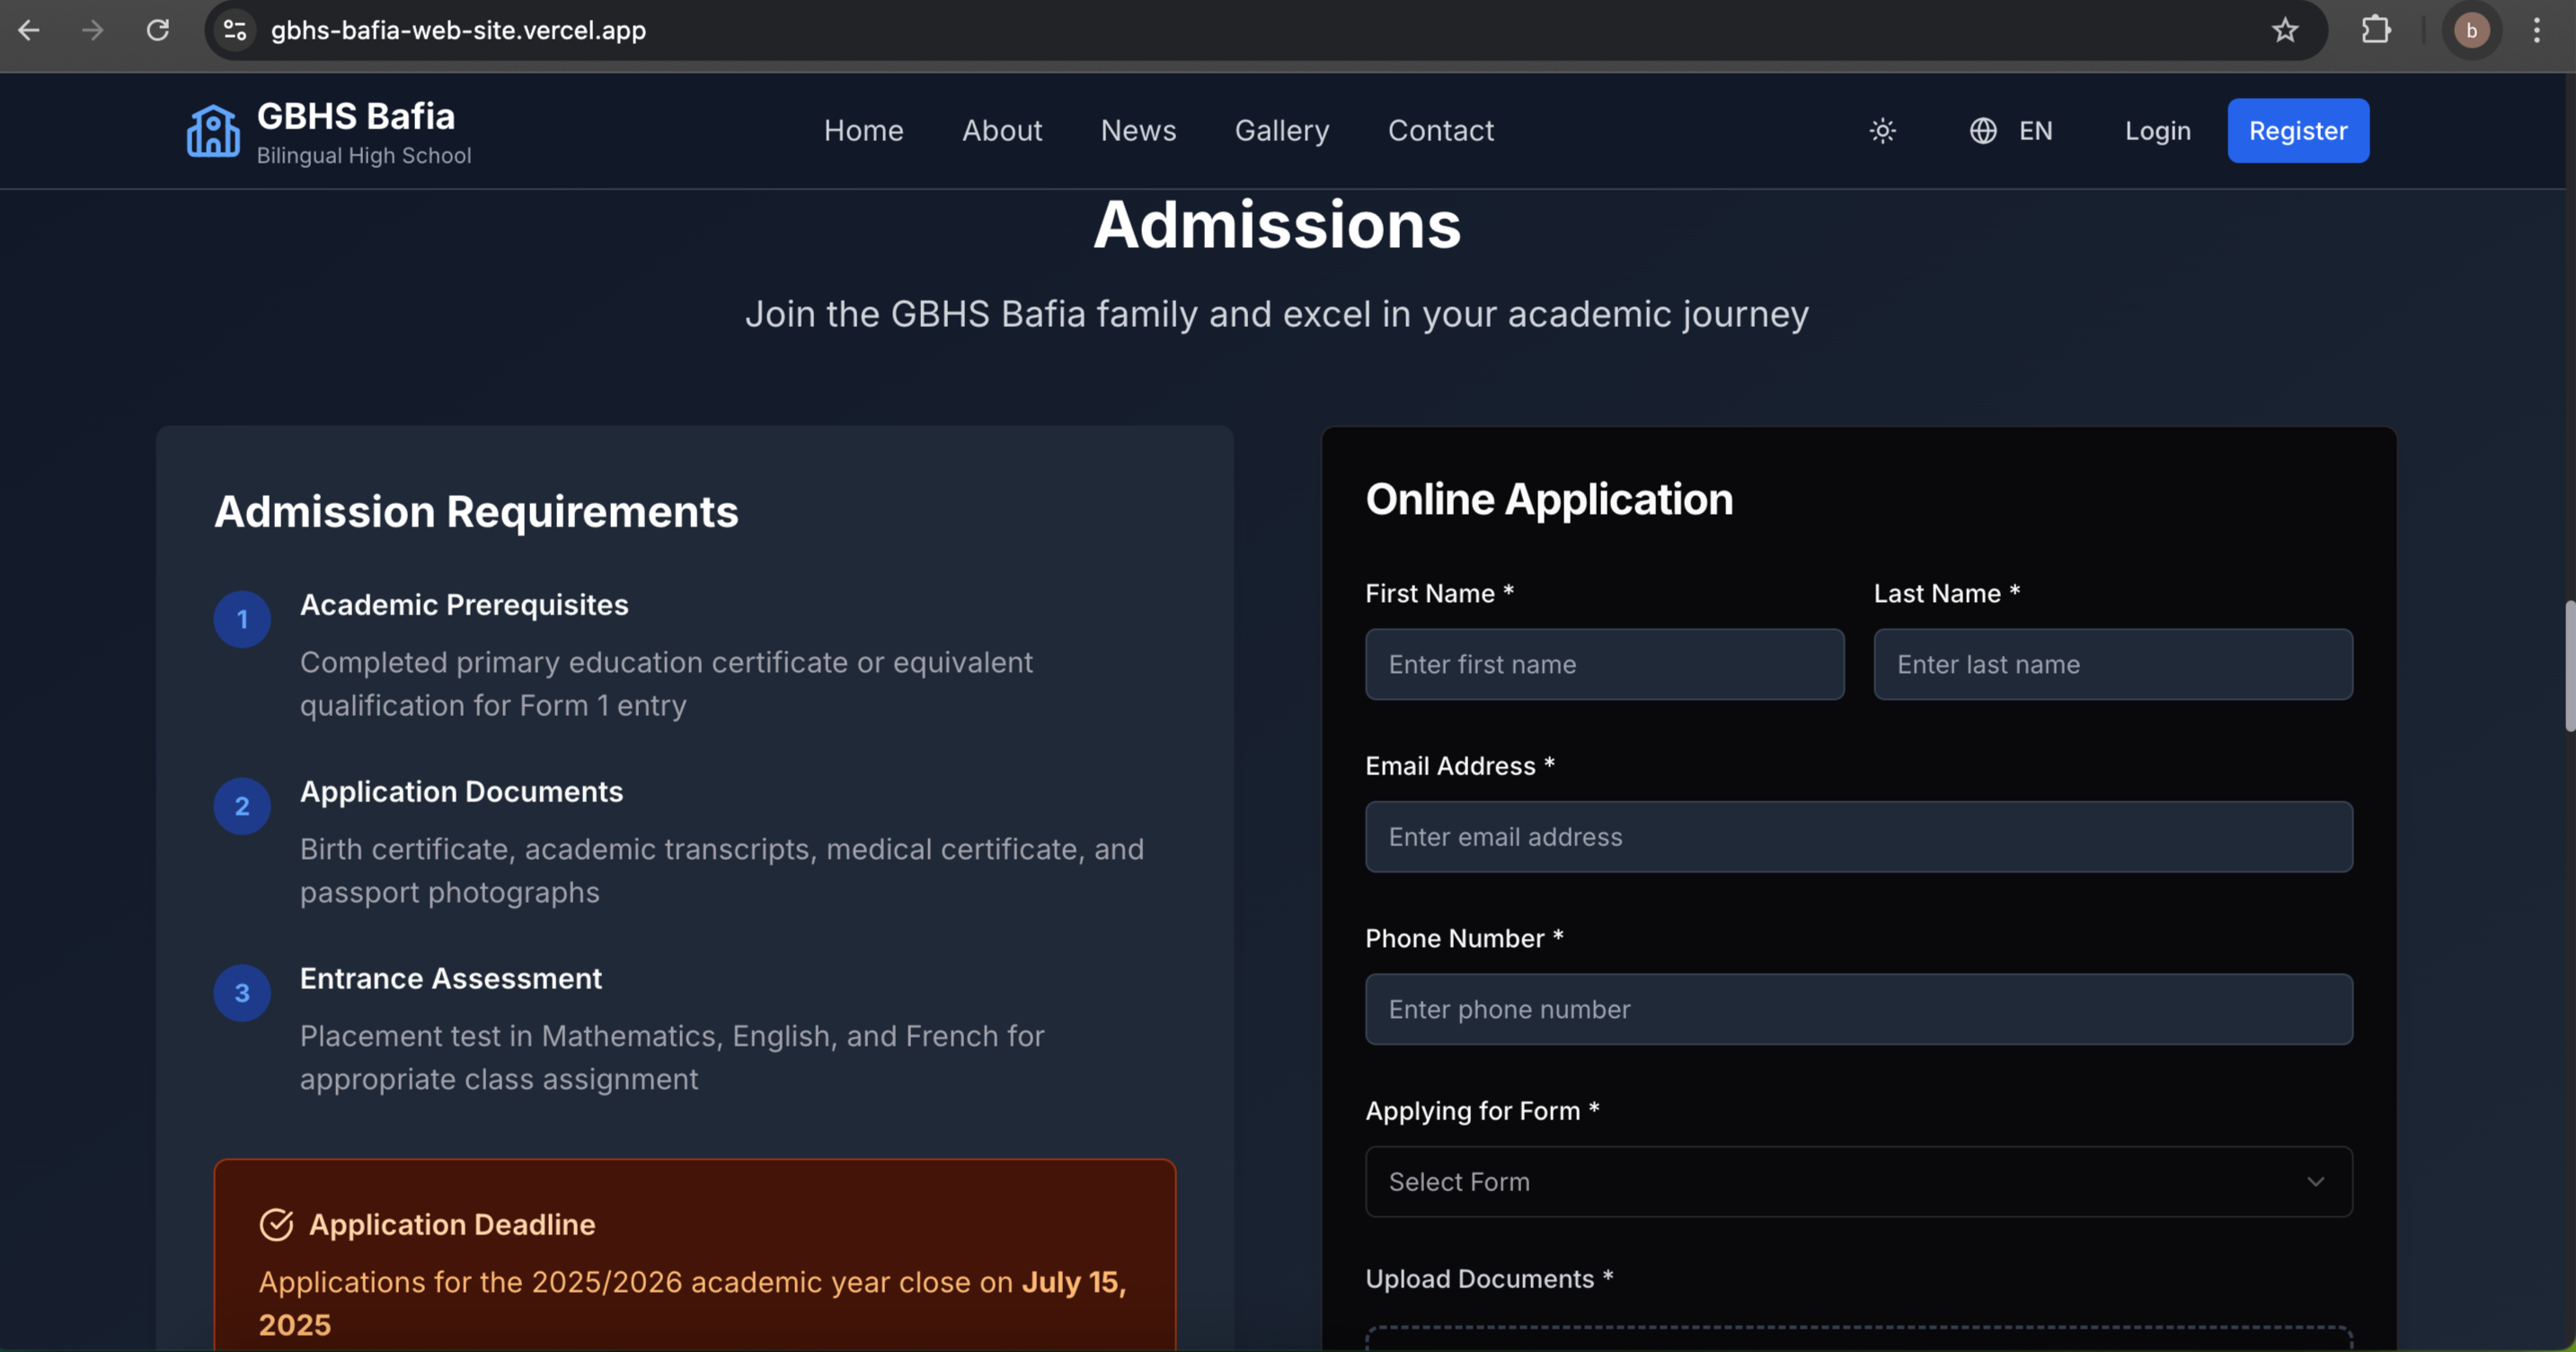 gbhs-bafia-web-site.vercel.app
b
GBHS Bafia
Bilingual High School
Home
About
News
Gallery
Contact
EN
Login
Register
Admissions
Join the GBHS Bafia family and excel in your academic journey
Admission Requirements
1
Academic Prerequisites
Completed primary education certificate or equivalent
qualification for Form 1 entry
2
Application Documents
Birth certificate, academic transcripts, medical certificate, and
passport photographs
3
Entrance Assessment
Placement test in Mathematics, English, and French for
appropriate class assignment
Application Deadline
Applications for the 2025/2026 academic year close on July 15,
2025
Online Application
First Name *
Last Name *
Enter first name
Enter last name
Email Address *
Enter email address
Phone Number *
Enter phone number
Applying for Form *
Select Form
Upload Documents *